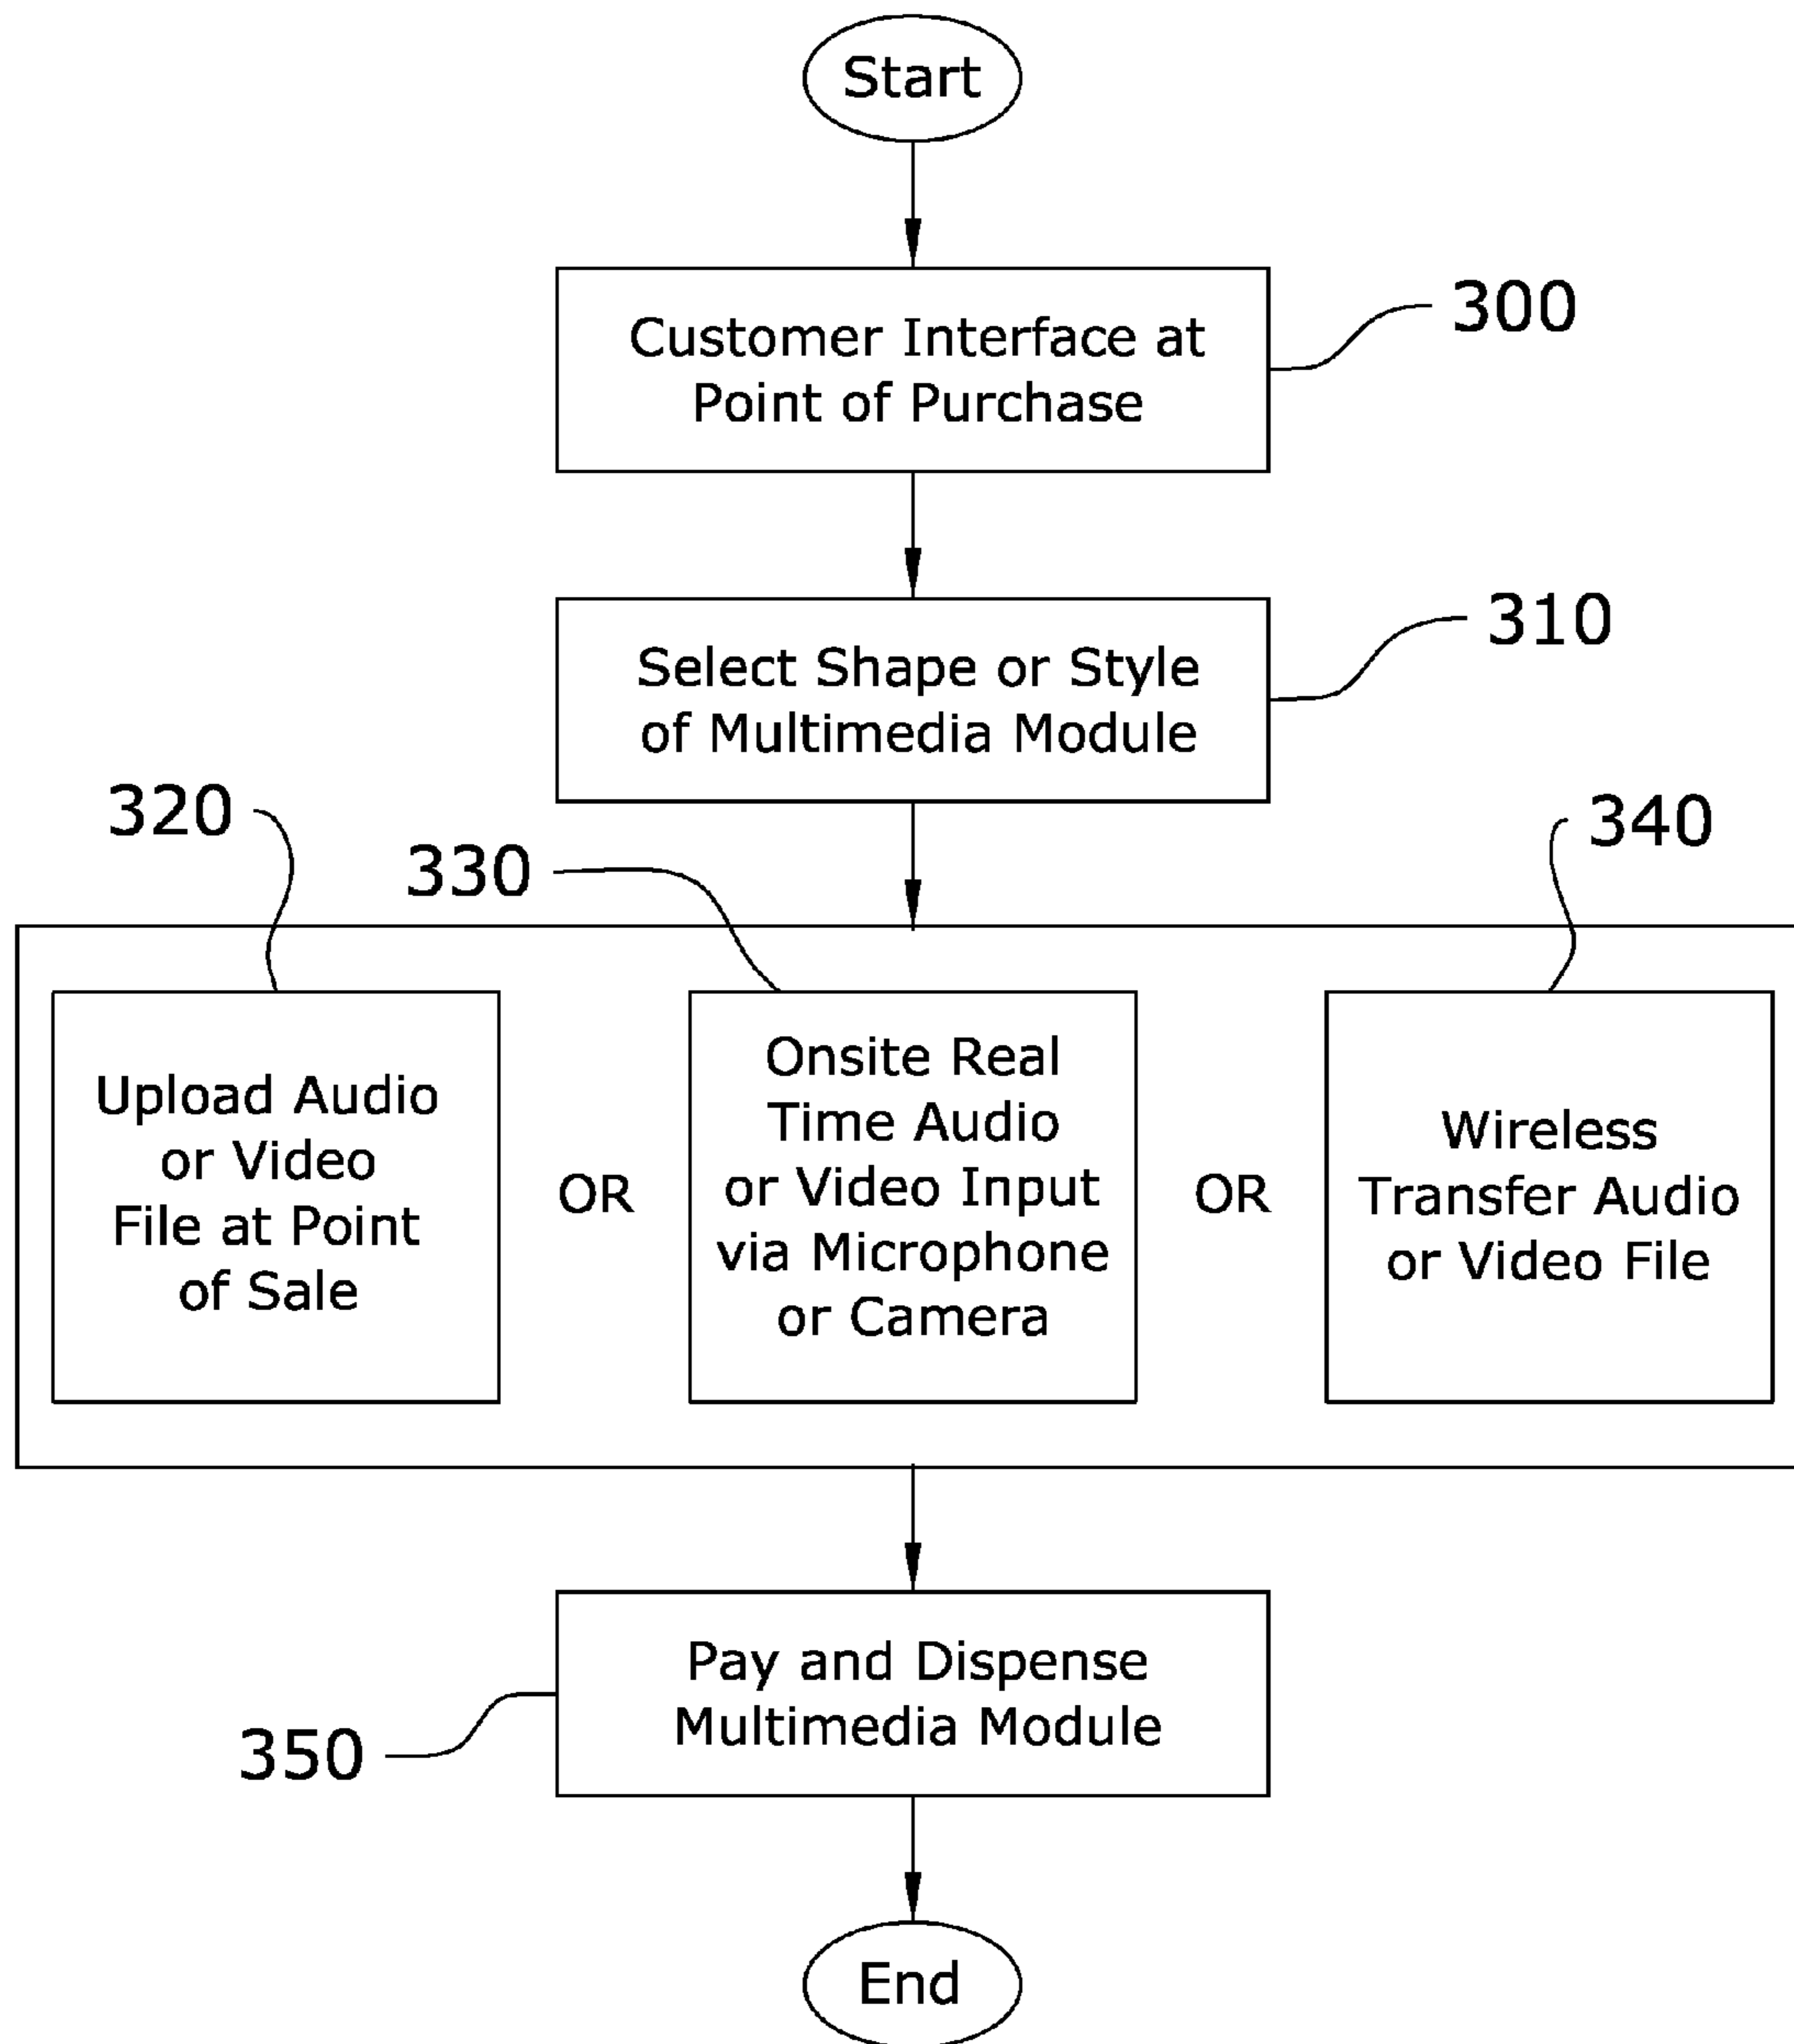 Start
Customer Interface at
Point of Purchase
300
Select Shape or Style
of Multimedia Module
310
320
330
340
Upload Audio
or Video
File at Point
of Sale
OR
Onsite Real
Time Audio
or Video Input
via Microphone
or Camera
OR
Wireless
Transfer Audio
or Video File
Pay and Dispense
Multimedia Module
350
End